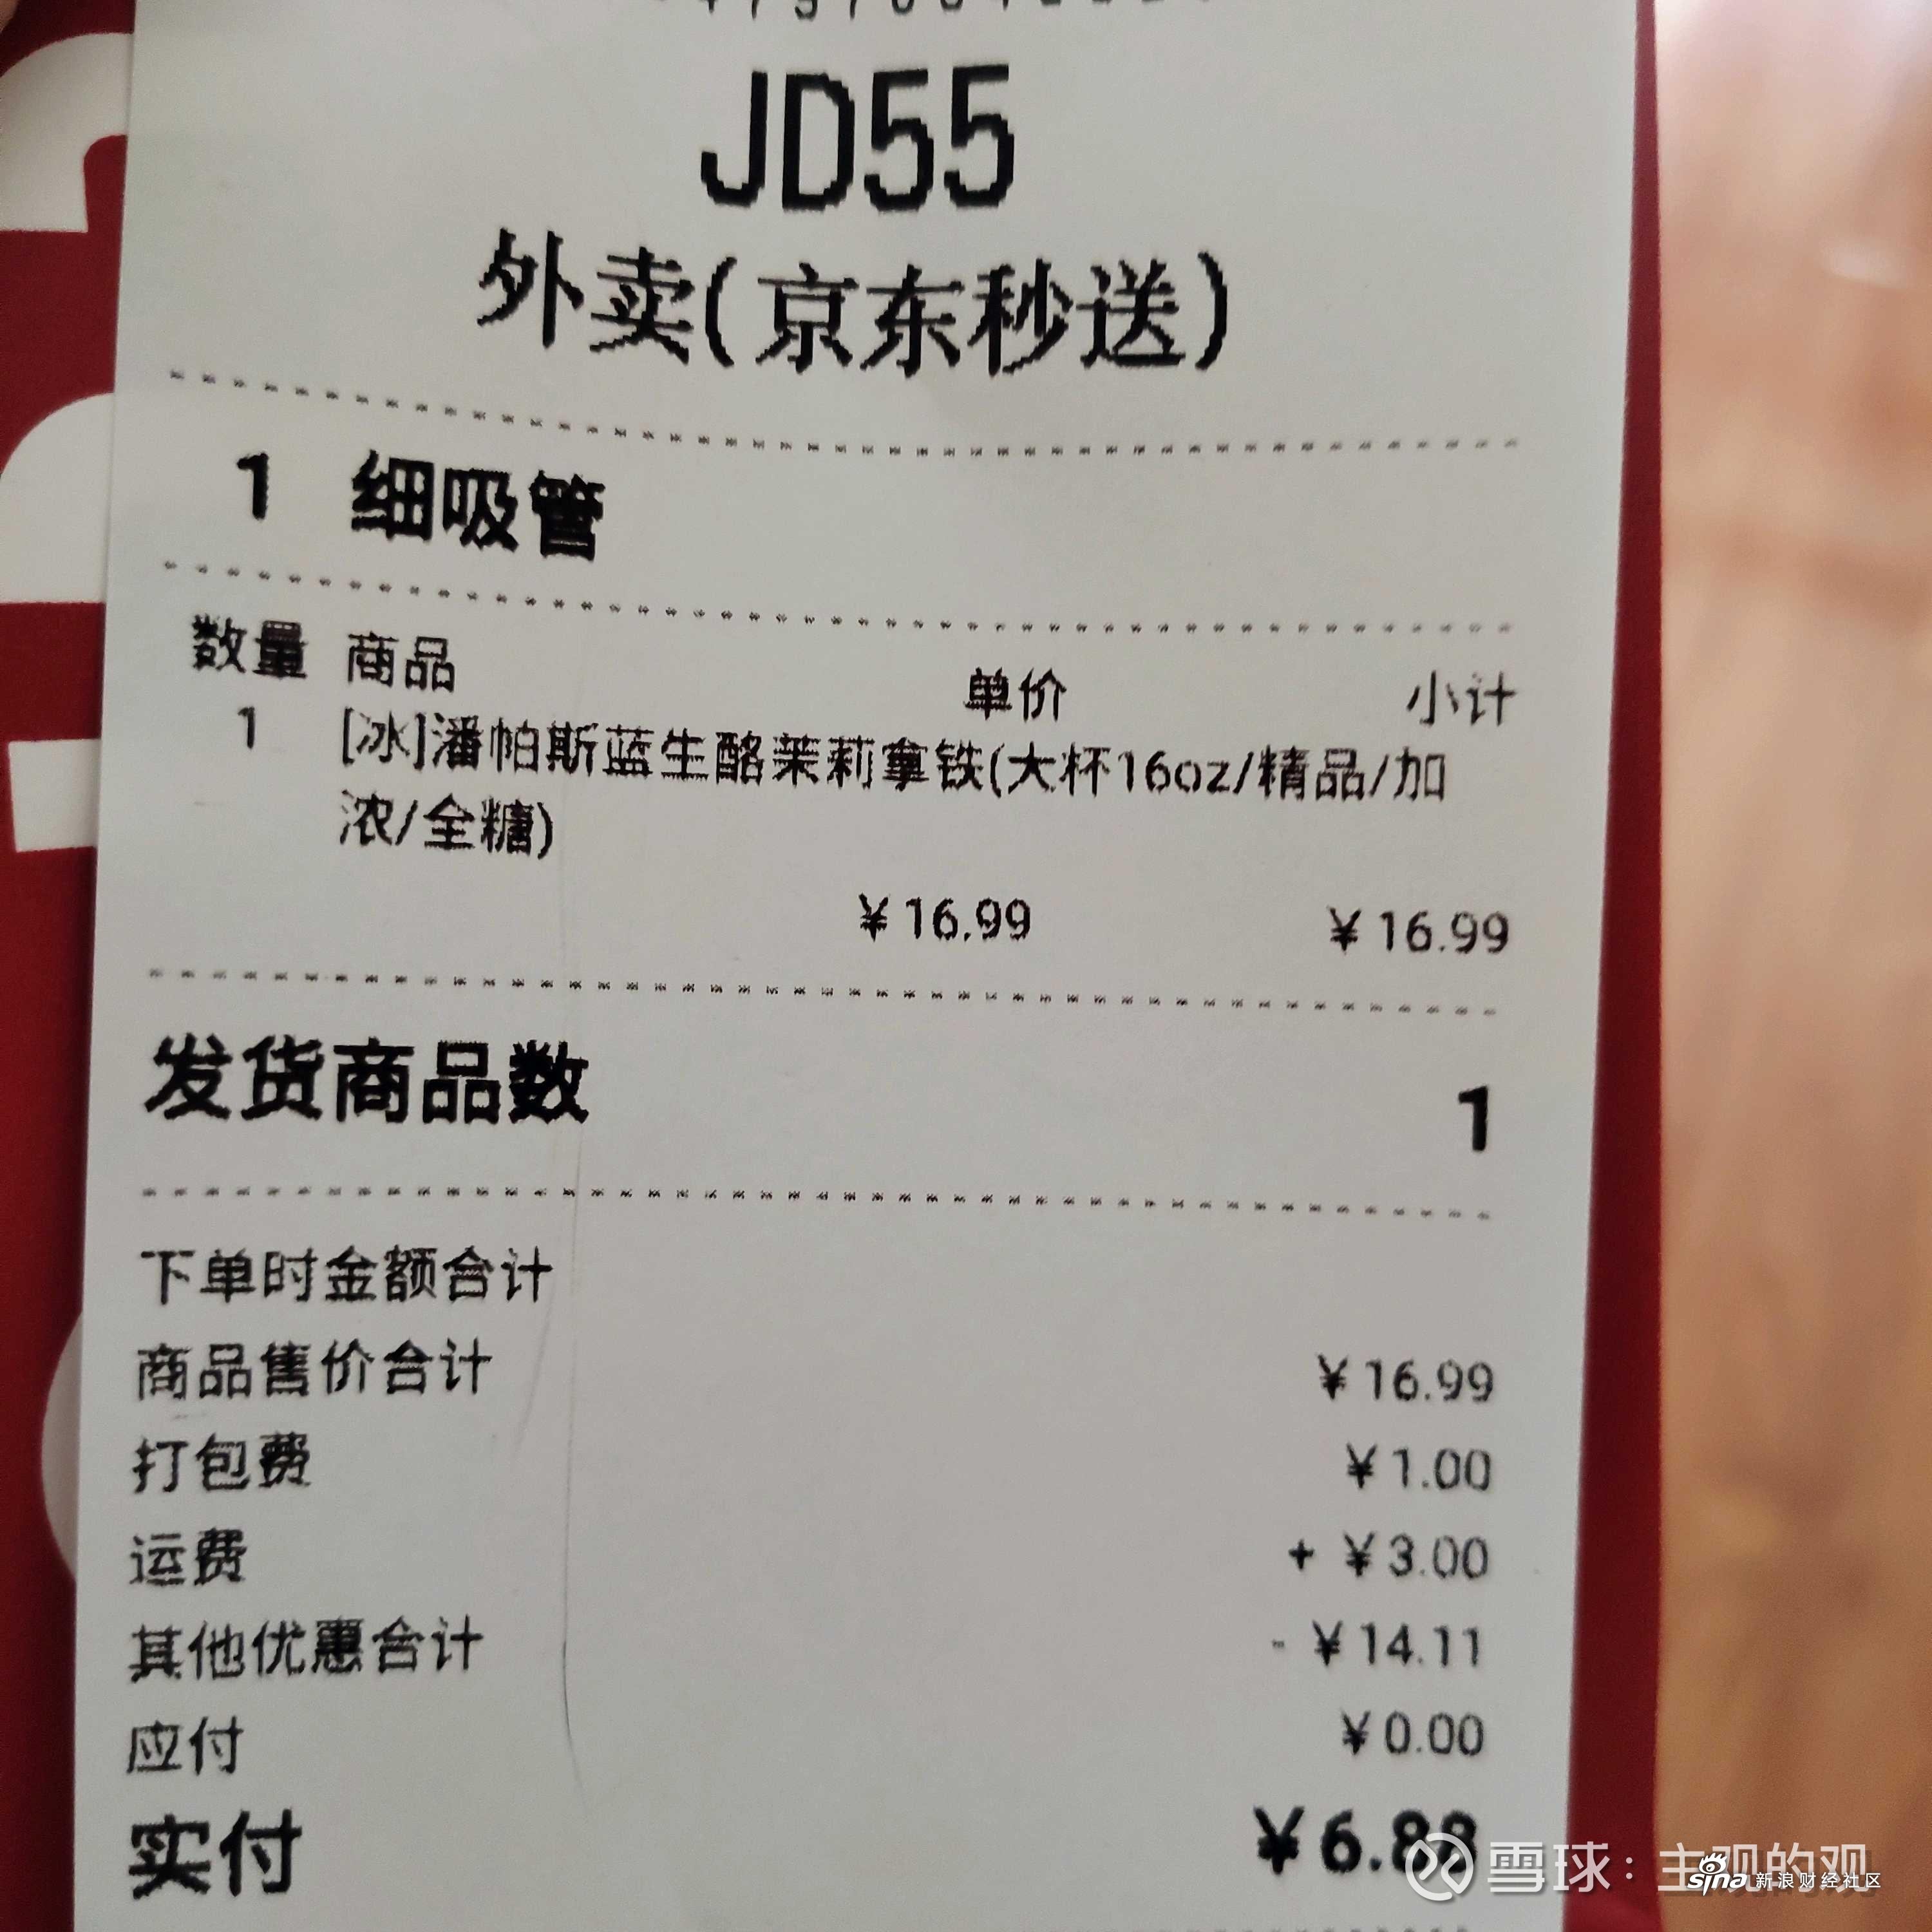 JD55
外卖(京东秒送)
1 细吸管
数量 商品 单价 小计
1 [冰]潘帕斯蓝生酪茉莉拿铁(大杯16oz/精品/加
浓/全糖)
¥16.99 ¥16.99
发货商品数 1
下单时金额合计
商品售价合计 ¥16.99
打包费 ¥1.00
运费 + ¥3.00
其他优惠合计 - ¥14.11
应付 ¥0.00
实付 ¥6.88
雪球:主观的观
sina 新浪财经社区